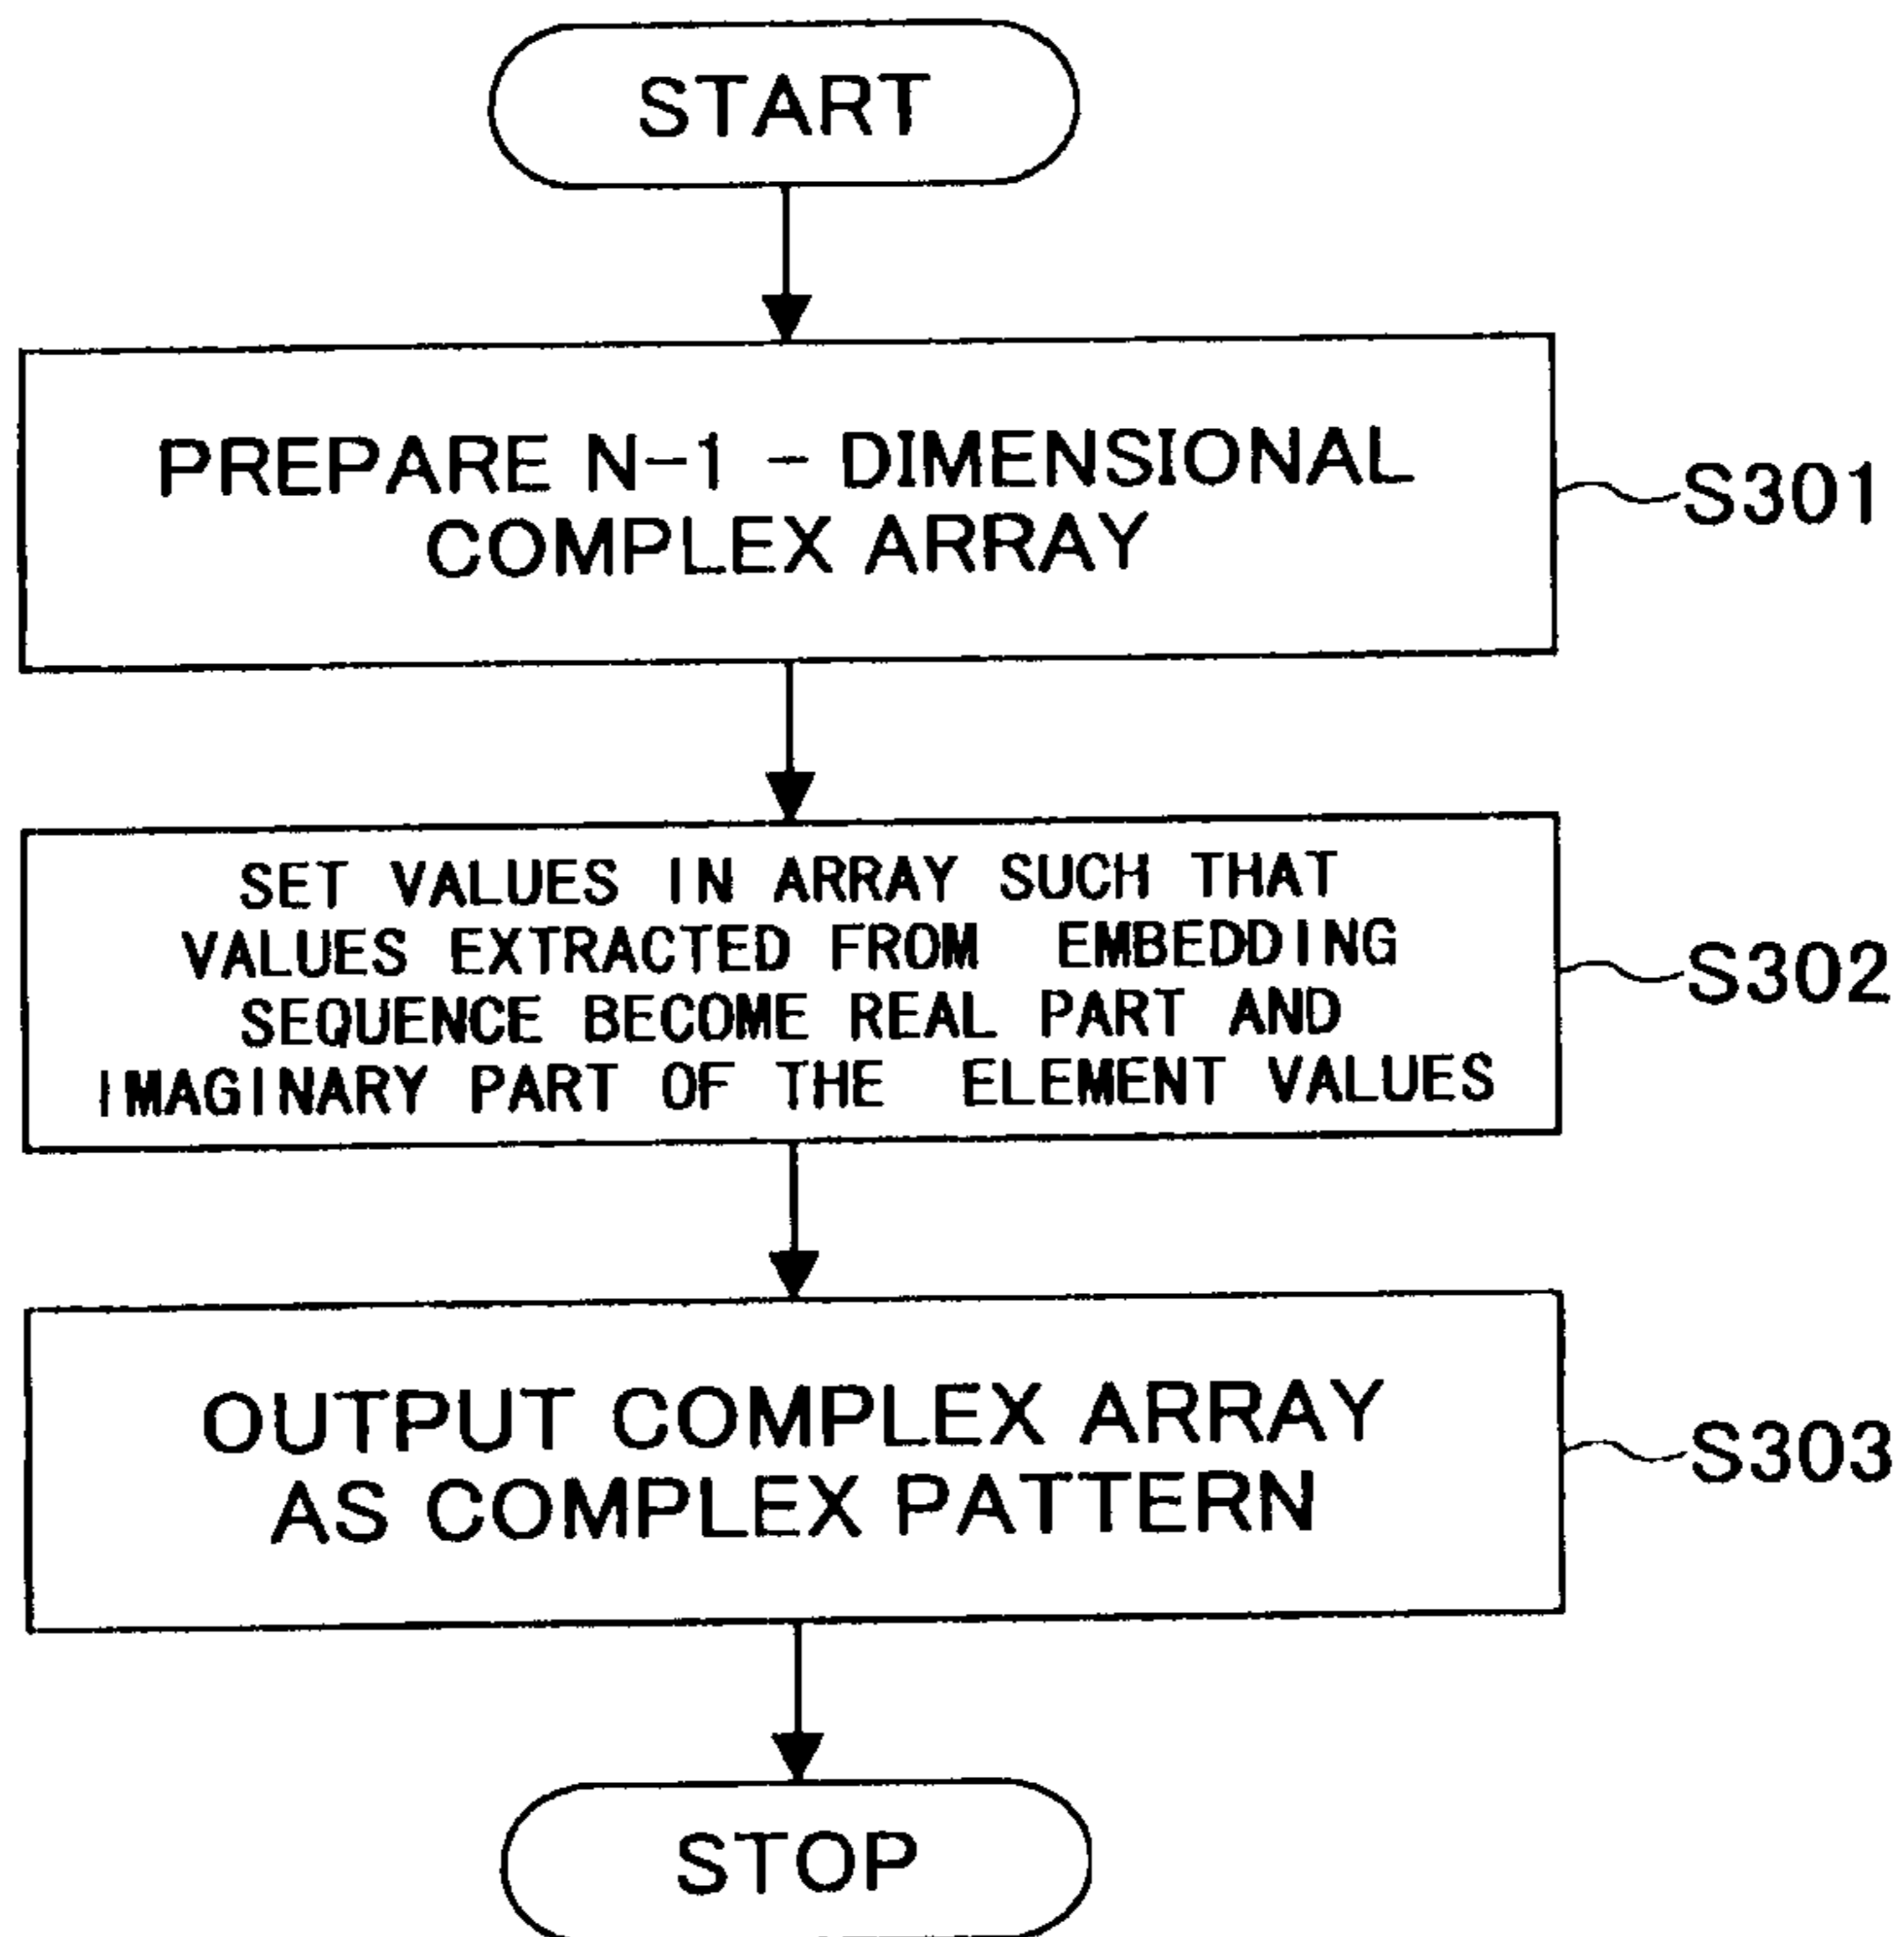 START
PREPARE N-1 - DIMENSIONAL
COMPLEX ARRAY
S301
SET VALUES IN ARRAY SUCH THAT
VALUES EXTRACTED FROM EMBEDDING
SEQUENCE BECOME REAL PART AND
IMAGINARY PART OF THE ELEMENT VALUES
S302
OUTPUT COMPLEX ARRAY
AS COMPLEX PATTERN
S303
STOP